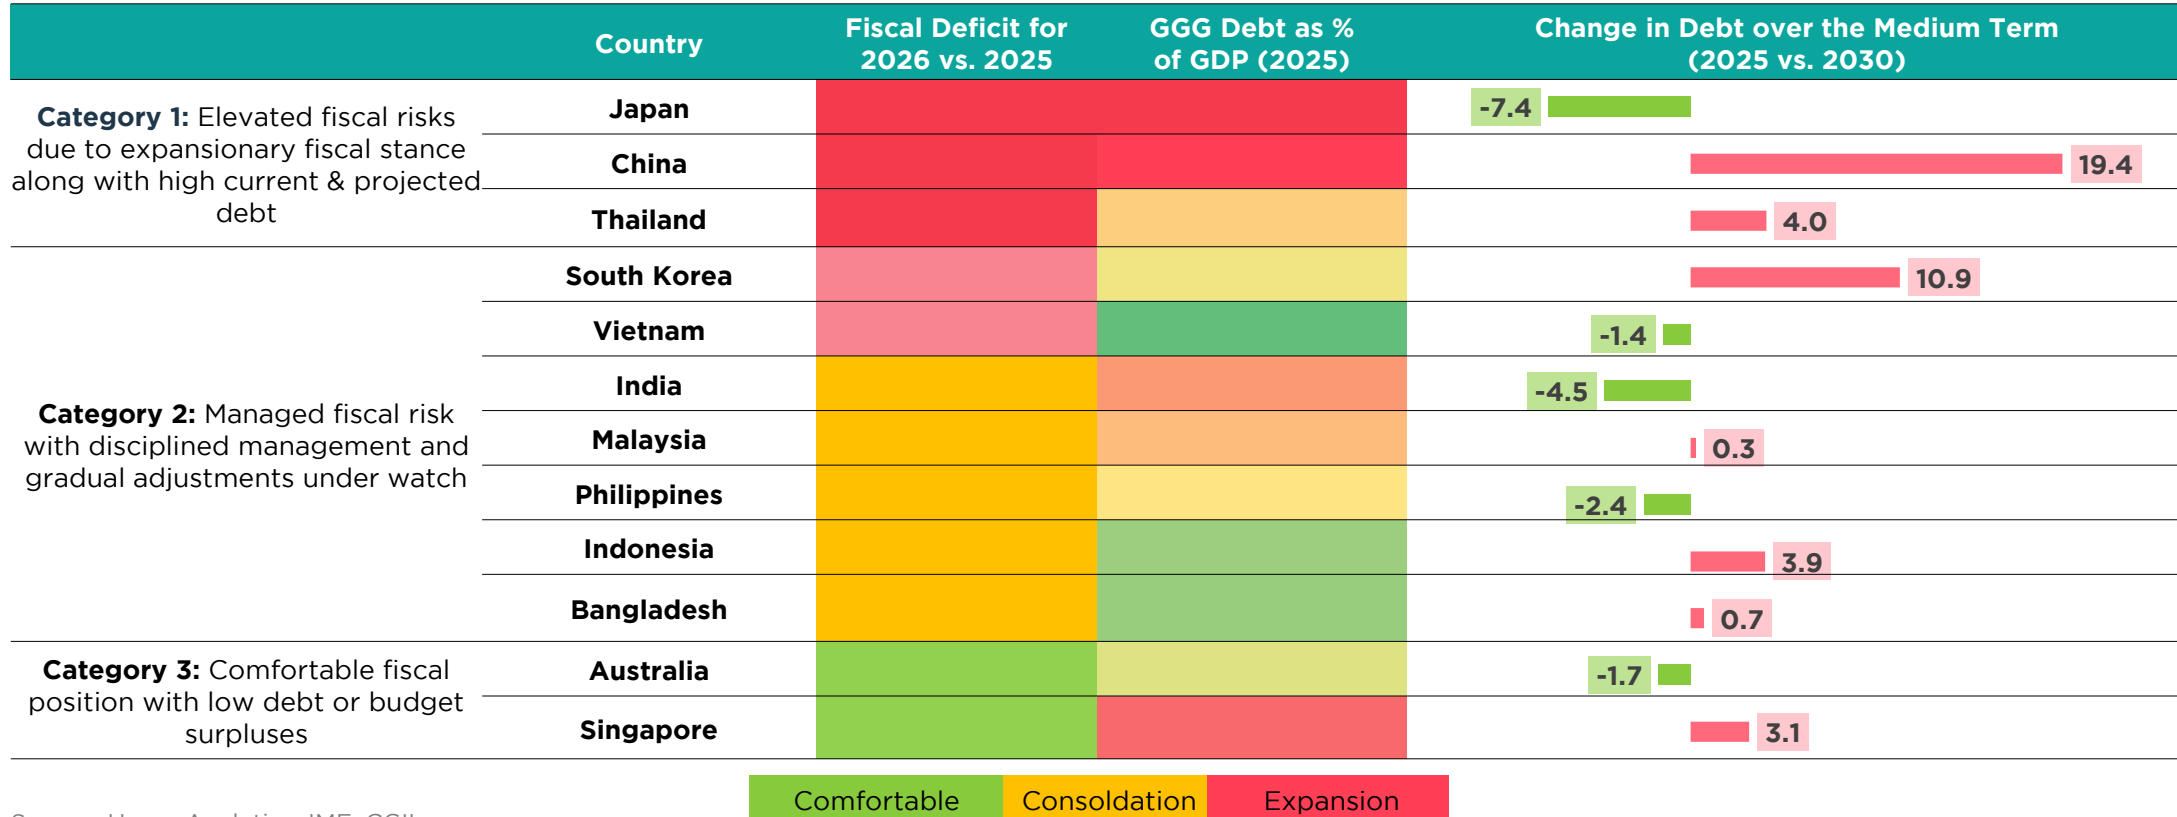 Country
Fiscal Deficit for
2026 vs. 2025
GGG Debt as %
of GDP (2025)
Change in Debt over the Medium Term
(2025 vs. 2030)
Category 1: Elevated fiscal risks
due to expansionary fiscal stance
along with high current & projected
debt
Japan
-7.4
China
19.4
Thailand
4.0
Category 2: Managed fiscal risk
with disciplined management and
gradual adjustments under watch
South Korea
10.9
Vietnam
-1.4
India
-4.5
Malaysia
0.3
Philippines
-2.4
Indonesia
3.9
Bangladesh
0.7
Category 3: Comfortable fiscal
position with low debt or budget
surpluses
Australia
-1.7
Singapore
3.1
Comfortable
Consoldation
Expansion